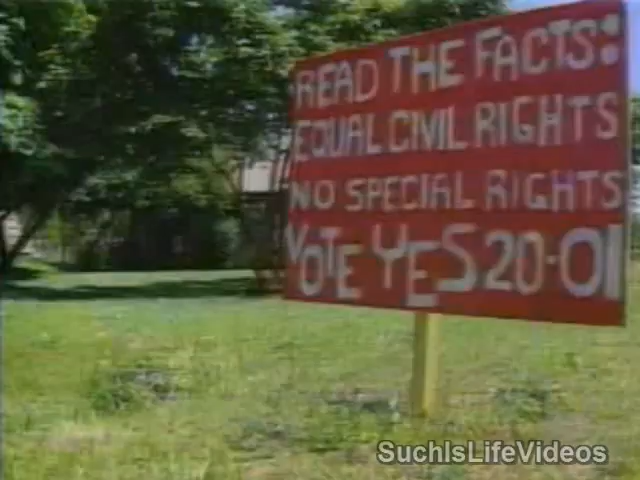 READ THE FACTS:
EQUAL CIVIL RIGHTS
NO SPECIAL RIGHTS
VOTE YES 20-01
SuchIsLifeVideos